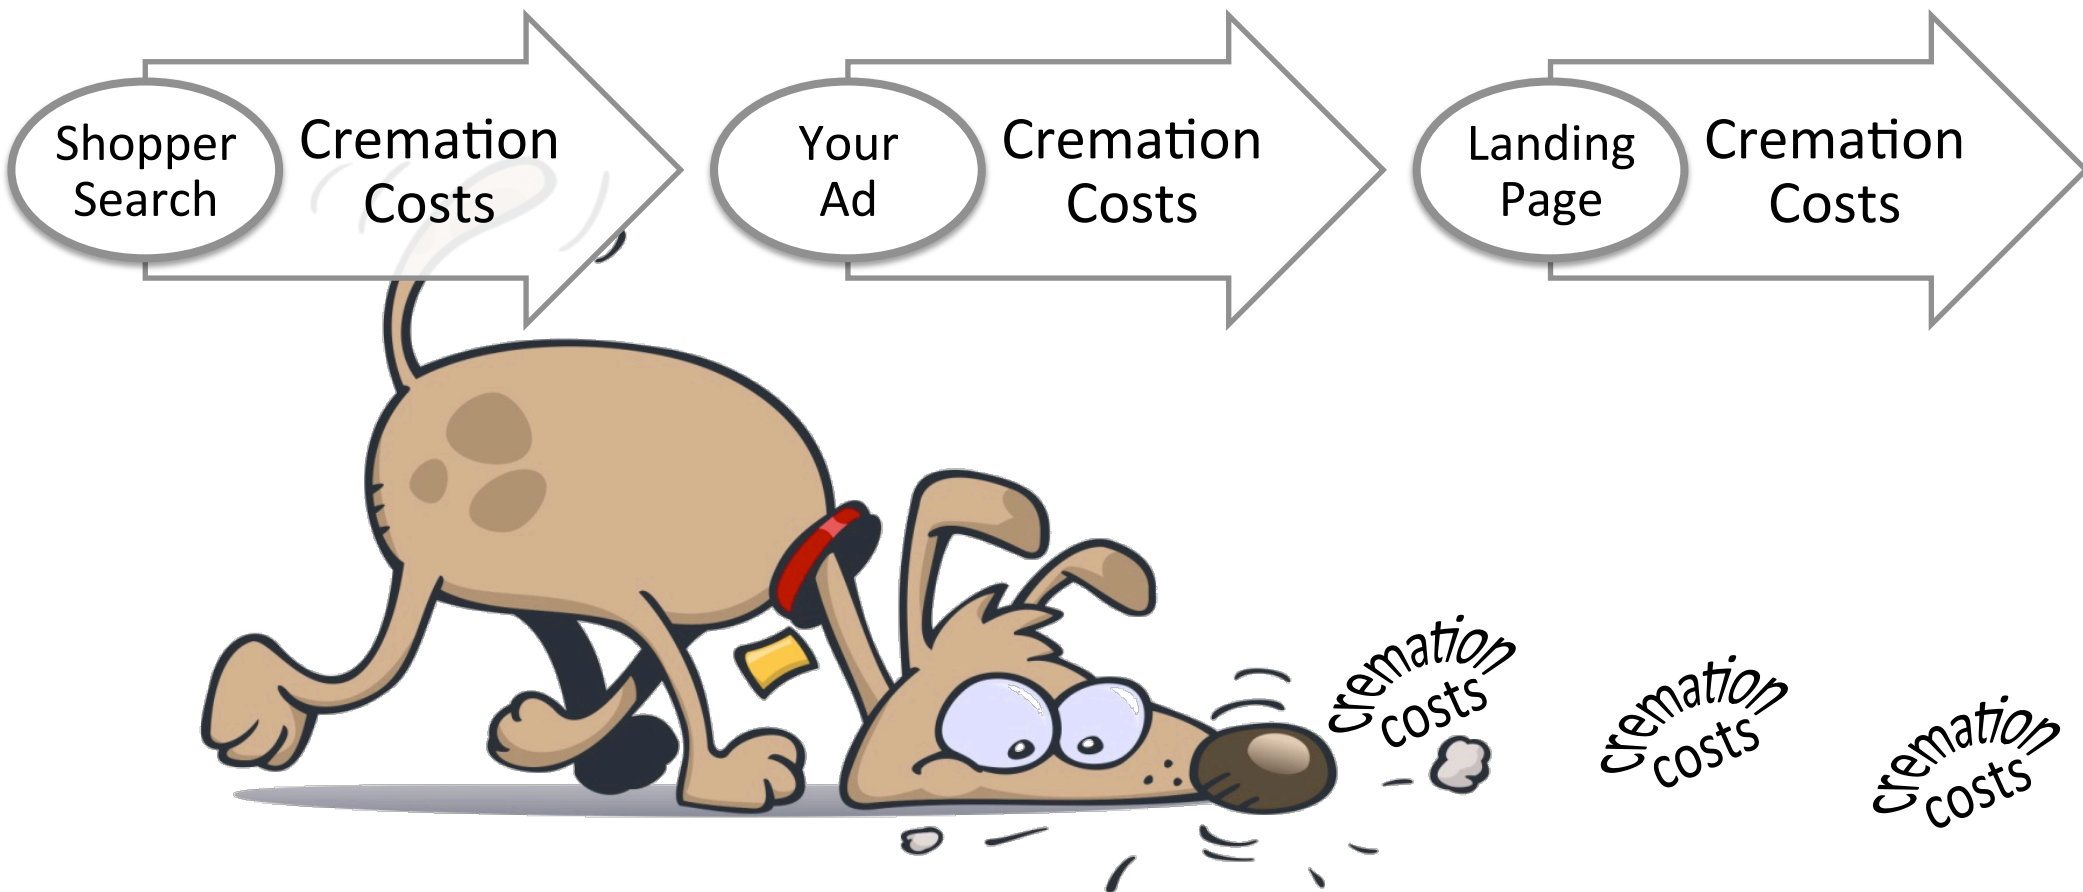 Shopper
Search
Cremation
Costs
Your
Ad
Cremation
Costs
Landing
Page
Cremation
Costs
cremation
costs
cremation
costs
cremation
costs